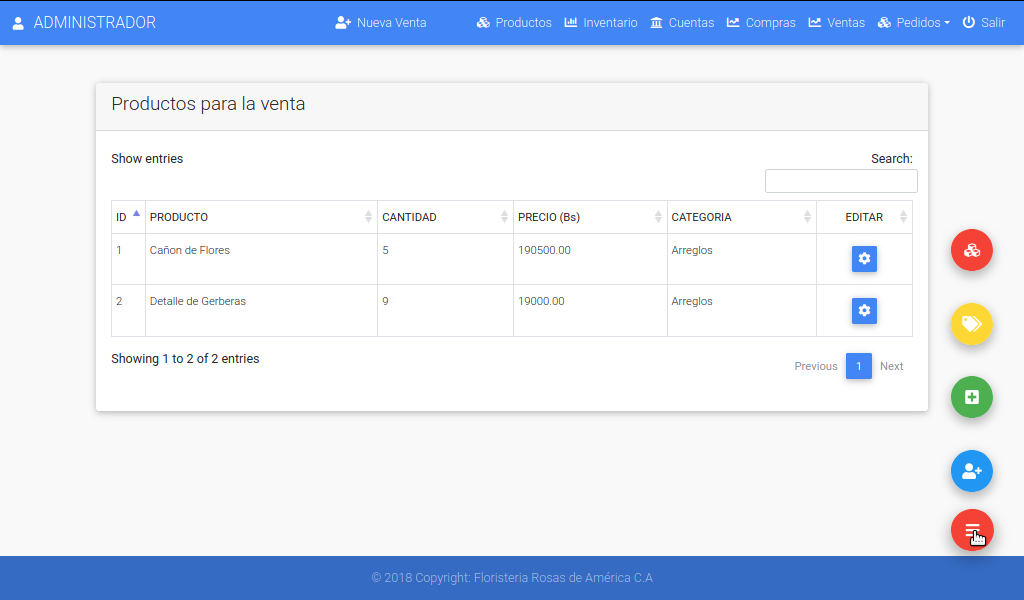 ADMINISTRADOR Nueva Venta Productos Inventario Cuentas Compras Ventas Pedidos Salir
Productos para la venta
Show entries Search:
ID PRODUCTO CANTIDAD PRECIO (Bs) CATEGORIA EDITAR
1 Cañon de Flores 5 190500.00 Arreglos
2 Detalle de Gerberas 9 19000.00 Arreglos
Showing 1 to 2 of 2 entries Previous 1 Next
© 2018 Copyright: Floristeria Rosas de América C.A